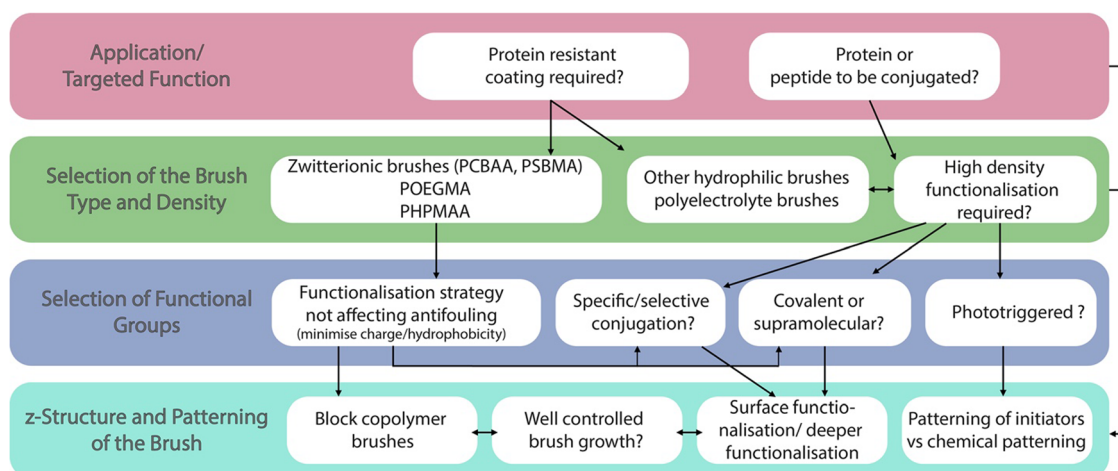 Application/
Targeted Function
Protein resistant
coating required?
Protein or
peptide to be conjugated?
Selection of the Brush
Type and Density
Zwitterionic brushes (PCBAA, PSBMA)
POEGMA
PHPMAA
Other hydrophilic brushes
polyelectrolyte brushes
High density
functionalisation
required?
Selection of Functional
Groups
Functionalisation strategy
not affecting antifouling
(minimise charge/hydrophobicity)
Specific/selective
conjugation?
Covalent or
supramolecular?
Phototriggered ?
z-Structure and Patterning
of the Brush
Block copolymer
brushes
Well controlled
brush growth?
Surface functio-
nalisation/ deeper
functionalisation
Patterning of initiators
vs chemical patterning